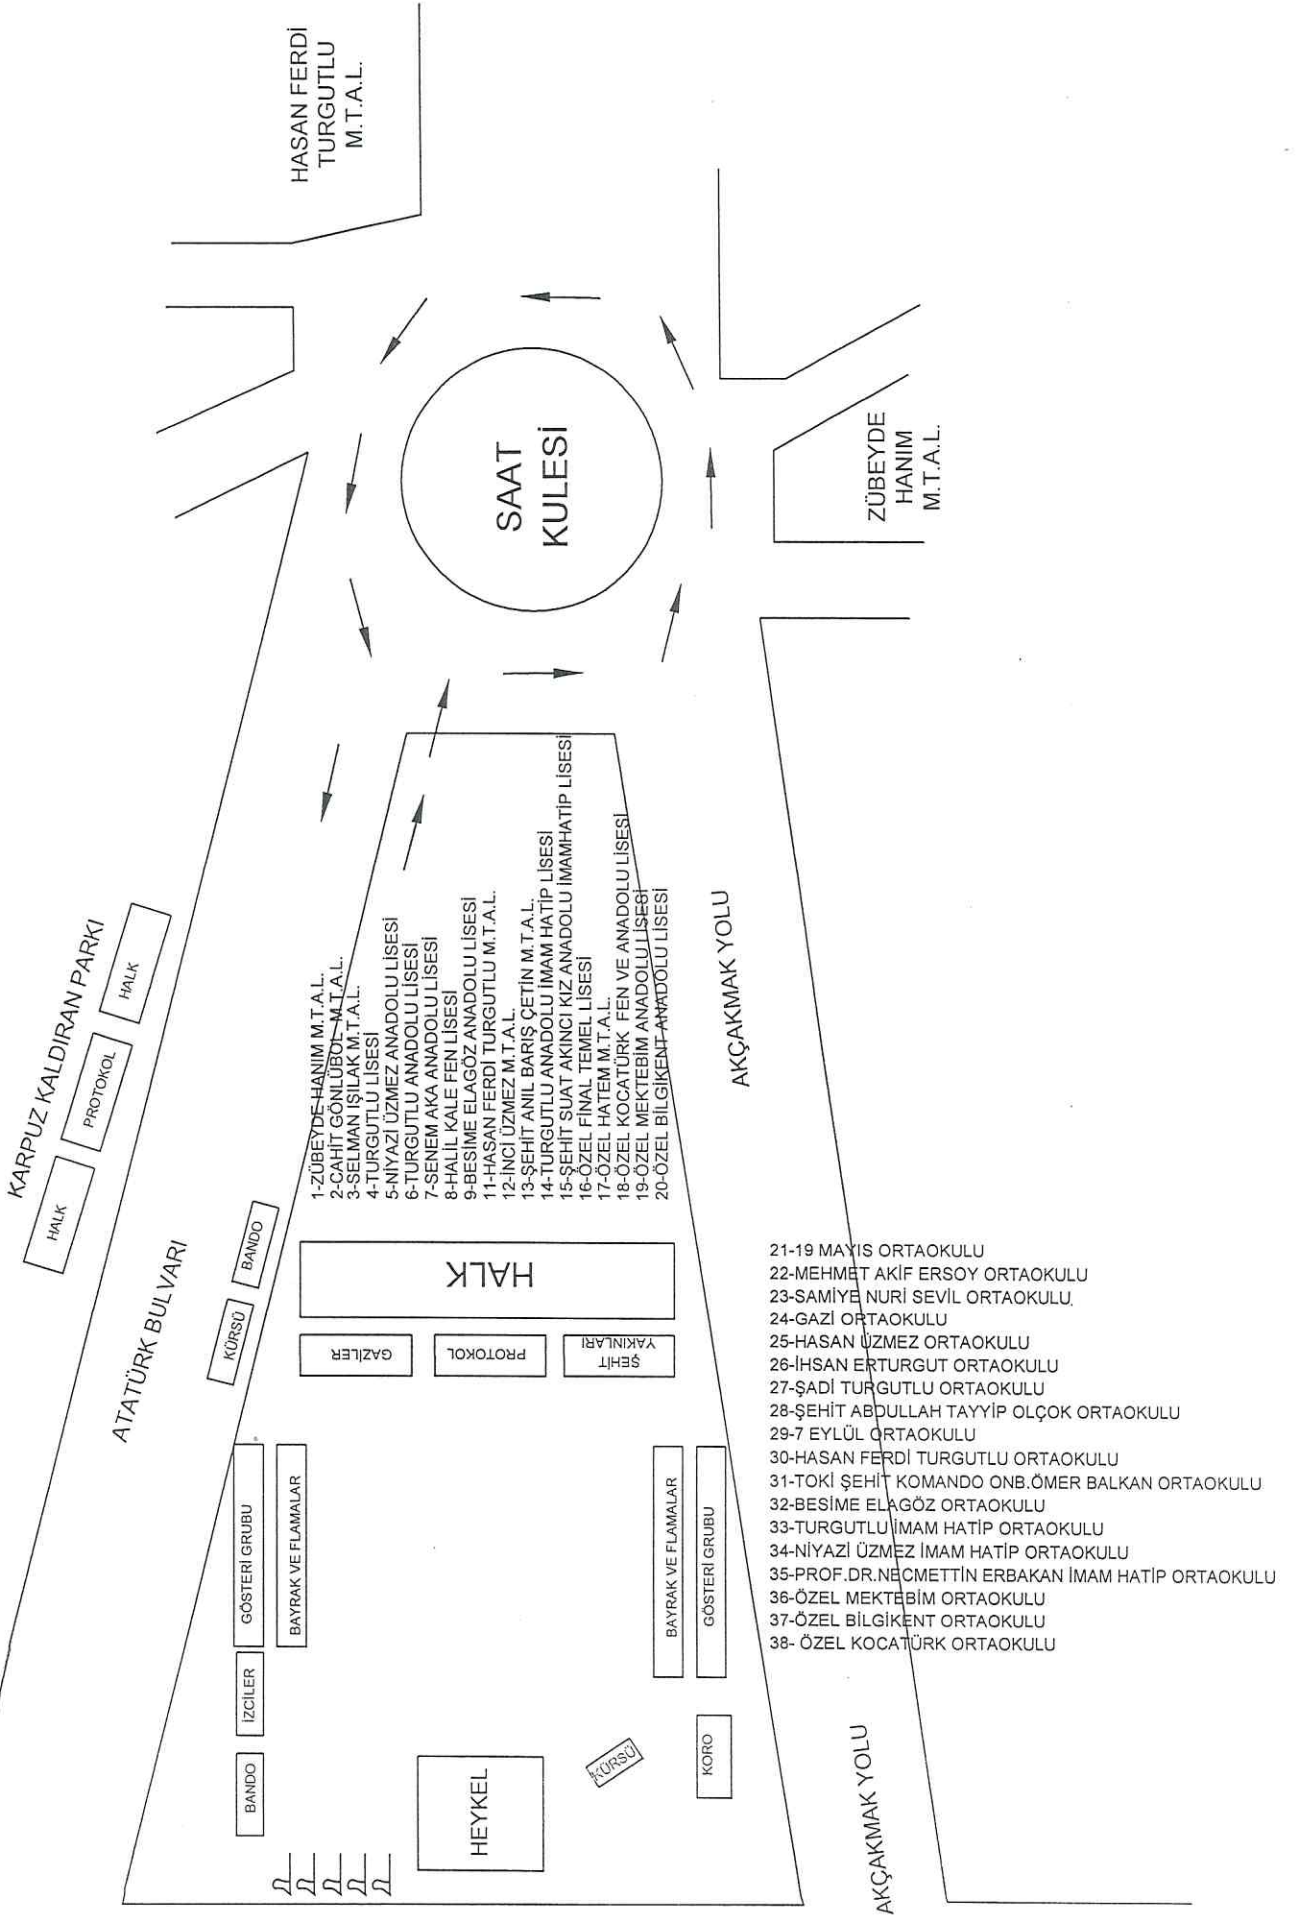 HASAN FERDİ
TURGUTLU
M.T.A.L.
SAAT
KULESİ
ZÜBEYDE
HANIM
M.T.A.L.
KARPUZ KALDIRAN PARKI
HALK
PROTOKOL
HALK
ATATÜRK BULVARI
BANDO
KÜRSÜ
1-ZÜBEYDE HANIM M.T.A.L.
2-CAHİT GÖNLÜBOL M.T.A.L.
3-SELMAN IŞILAK M.T.A.L.
4-TURGUTLU LİSESİ
5-NİYAZİ ÜZMEZ ANADOLU LİSESİ
6-TURGUTLU ANADOLU LİSESİ
7-SENEM AKA ANADOLU LİSESİ
8-HALİL KALE FEN LİSESİ
9-BESİME ELAGÖZ ANADOLU LİSESİ
11-HASAN FERDİ TURGUTLU M.T.A.L.
12-İNCİ ÜZMEZ M.T.A.L.
13-ŞEHİT ANIL BARIŞ ÇETİN M.T.A.L.
14-TURGUTLU ANADOLU İMAM HATİP LİSESİ
15-ŞEHİT SUAT AKINCI KIZ ANADOLU İMAMHATİP LİSESİ
16-ÖZEL FİNAL TEMEL LİSESİ
17-ÖZEL HATEM M.T.A.L.
18-ÖZEL KOCATÜRK FEN VE ANADOLU LİSESİ
19-ÖZEL MEKTEBİM ANADOLU LİSESİ
20-ÖZEL BİLGİKENT ANADOLU LİSESİ
AKÇAKMAK YOLU
HALK
GAZİLER
PROTOKOL
ŞEHİT
YAKINLARI
21-19 MAYIS ORTAOKULU
22-MEHMET AKİF ERSOY ORTAOKULU
23-SAMİYE NURİ SEVİL ORTAOKULU
24-GAZİ ORTAOKULU
25-HASAN ÜZMEZ ORTAOKULU
26-İHSAN ERTURGUT ORTAOKULU
27-ŞADİ TURGUTLU ORTAOKULU
28-ŞEHİT ABDULLAH TAYYİP OLÇOK ORTAOKULU
29-7 EYLÜL ORTAOKULU
30-HASAN FERDİ TURGUTLU ORTAOKULU
31-TOKİ ŞEHİT KOMANDO ONB.ÖMER BALKAN ORTAOKULU
32-BESİME ELAGÖZ ORTAOKULU
33-TURGUTLU İMAM HATİP ORTAOKULU
34-NİYAZİ ÜZMEZ İMAM HATİP ORTAOKULU
35-PROF.DR.NECMETTİN ERBAKAN İMAM HATİP ORTAOKULU
36-ÖZEL MEKTEBİM ORTAOKULU
37-ÖZEL BİLGİKENT ORTAOKULU
38- ÖZEL KOCATÜRK ORTAOKULU
GÖSTERİ GRUBU
BAYRAK VE FLAMALAR
BAYRAK VE FLAMALAR
GÖSTERİ GRUBU
İZCİLER
BANDO
HEYKEL
KÜRSÜ
KORO
AKÇAKMAK YOLU